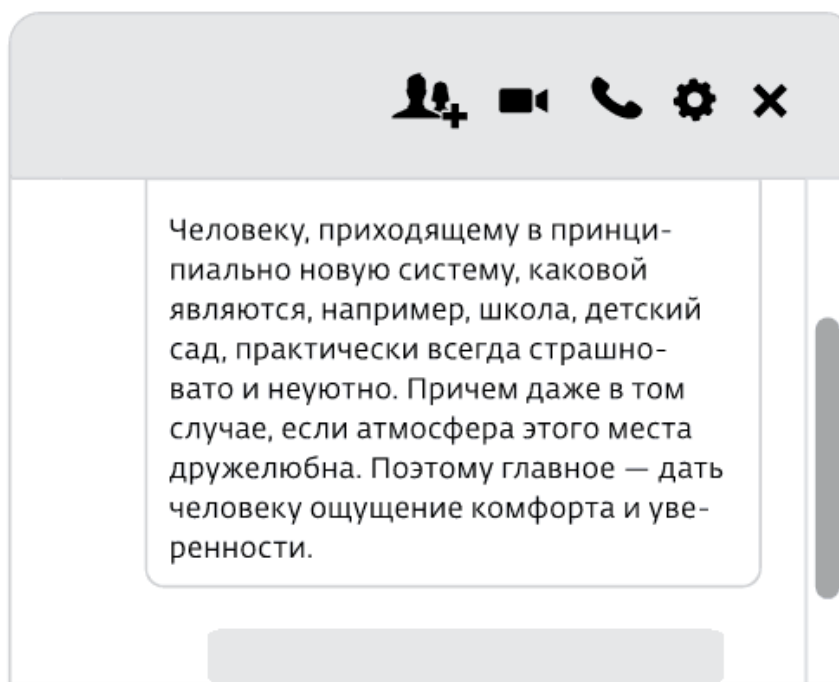 Человеку, приходящему в принци-
пиально новую систему, каковой
являются, например, школа, детский
сад, практически всегда страшно-
вато и неуютно. Причем даже в том
случае, если атмосфера этого места
дружелюбна. Поэтому главное — дать
человеку ощущение комфорта и уве-
ренности.